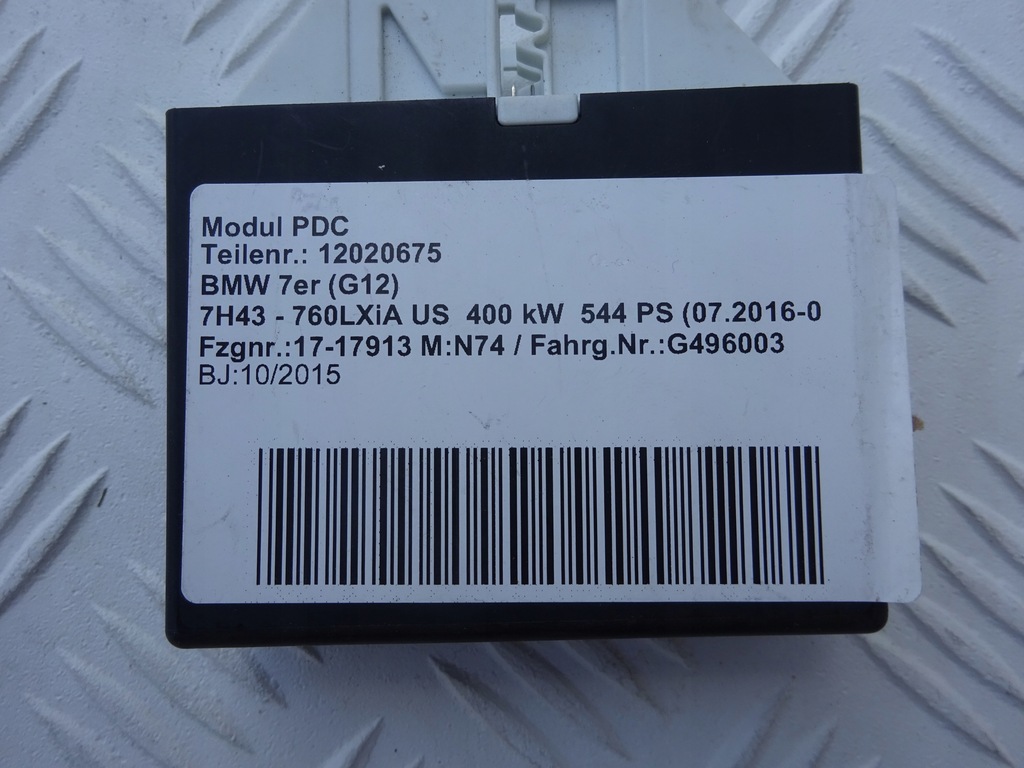 Modul PDC
Teilenr.: 12020675
BMW 7er (G12)
7H43 - 760LXiA US 400 kW 544 PS (07.2016-0
Fzgnr.:17-17913 M:N74 / Fahrg.Nr.:G496003
BJ:10/2015